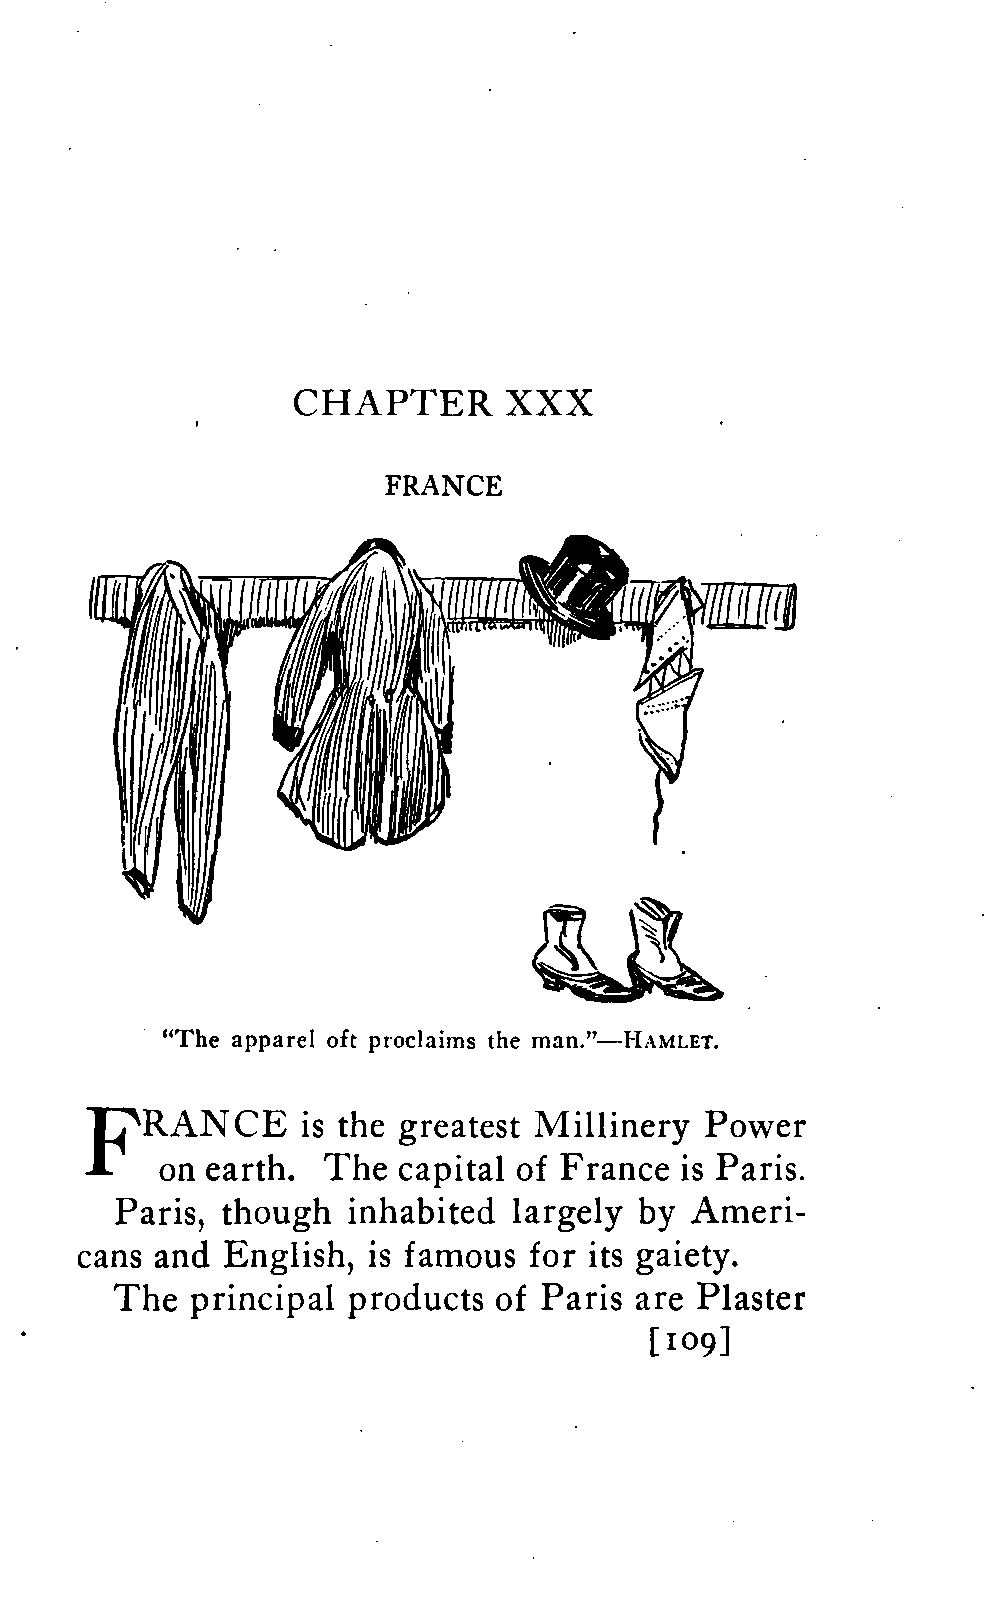 CHAPTER XXX
FRANCE
“The apparel oft proclaims the man.”—HAMLET.
FRANCE is the greatest Millinery Power
on earth. The capital of France is Paris.
Paris, though inhabited largely by Ameri-
cans and English, is famous for its gaiety.
The principal products of Paris are Plaster
[109]